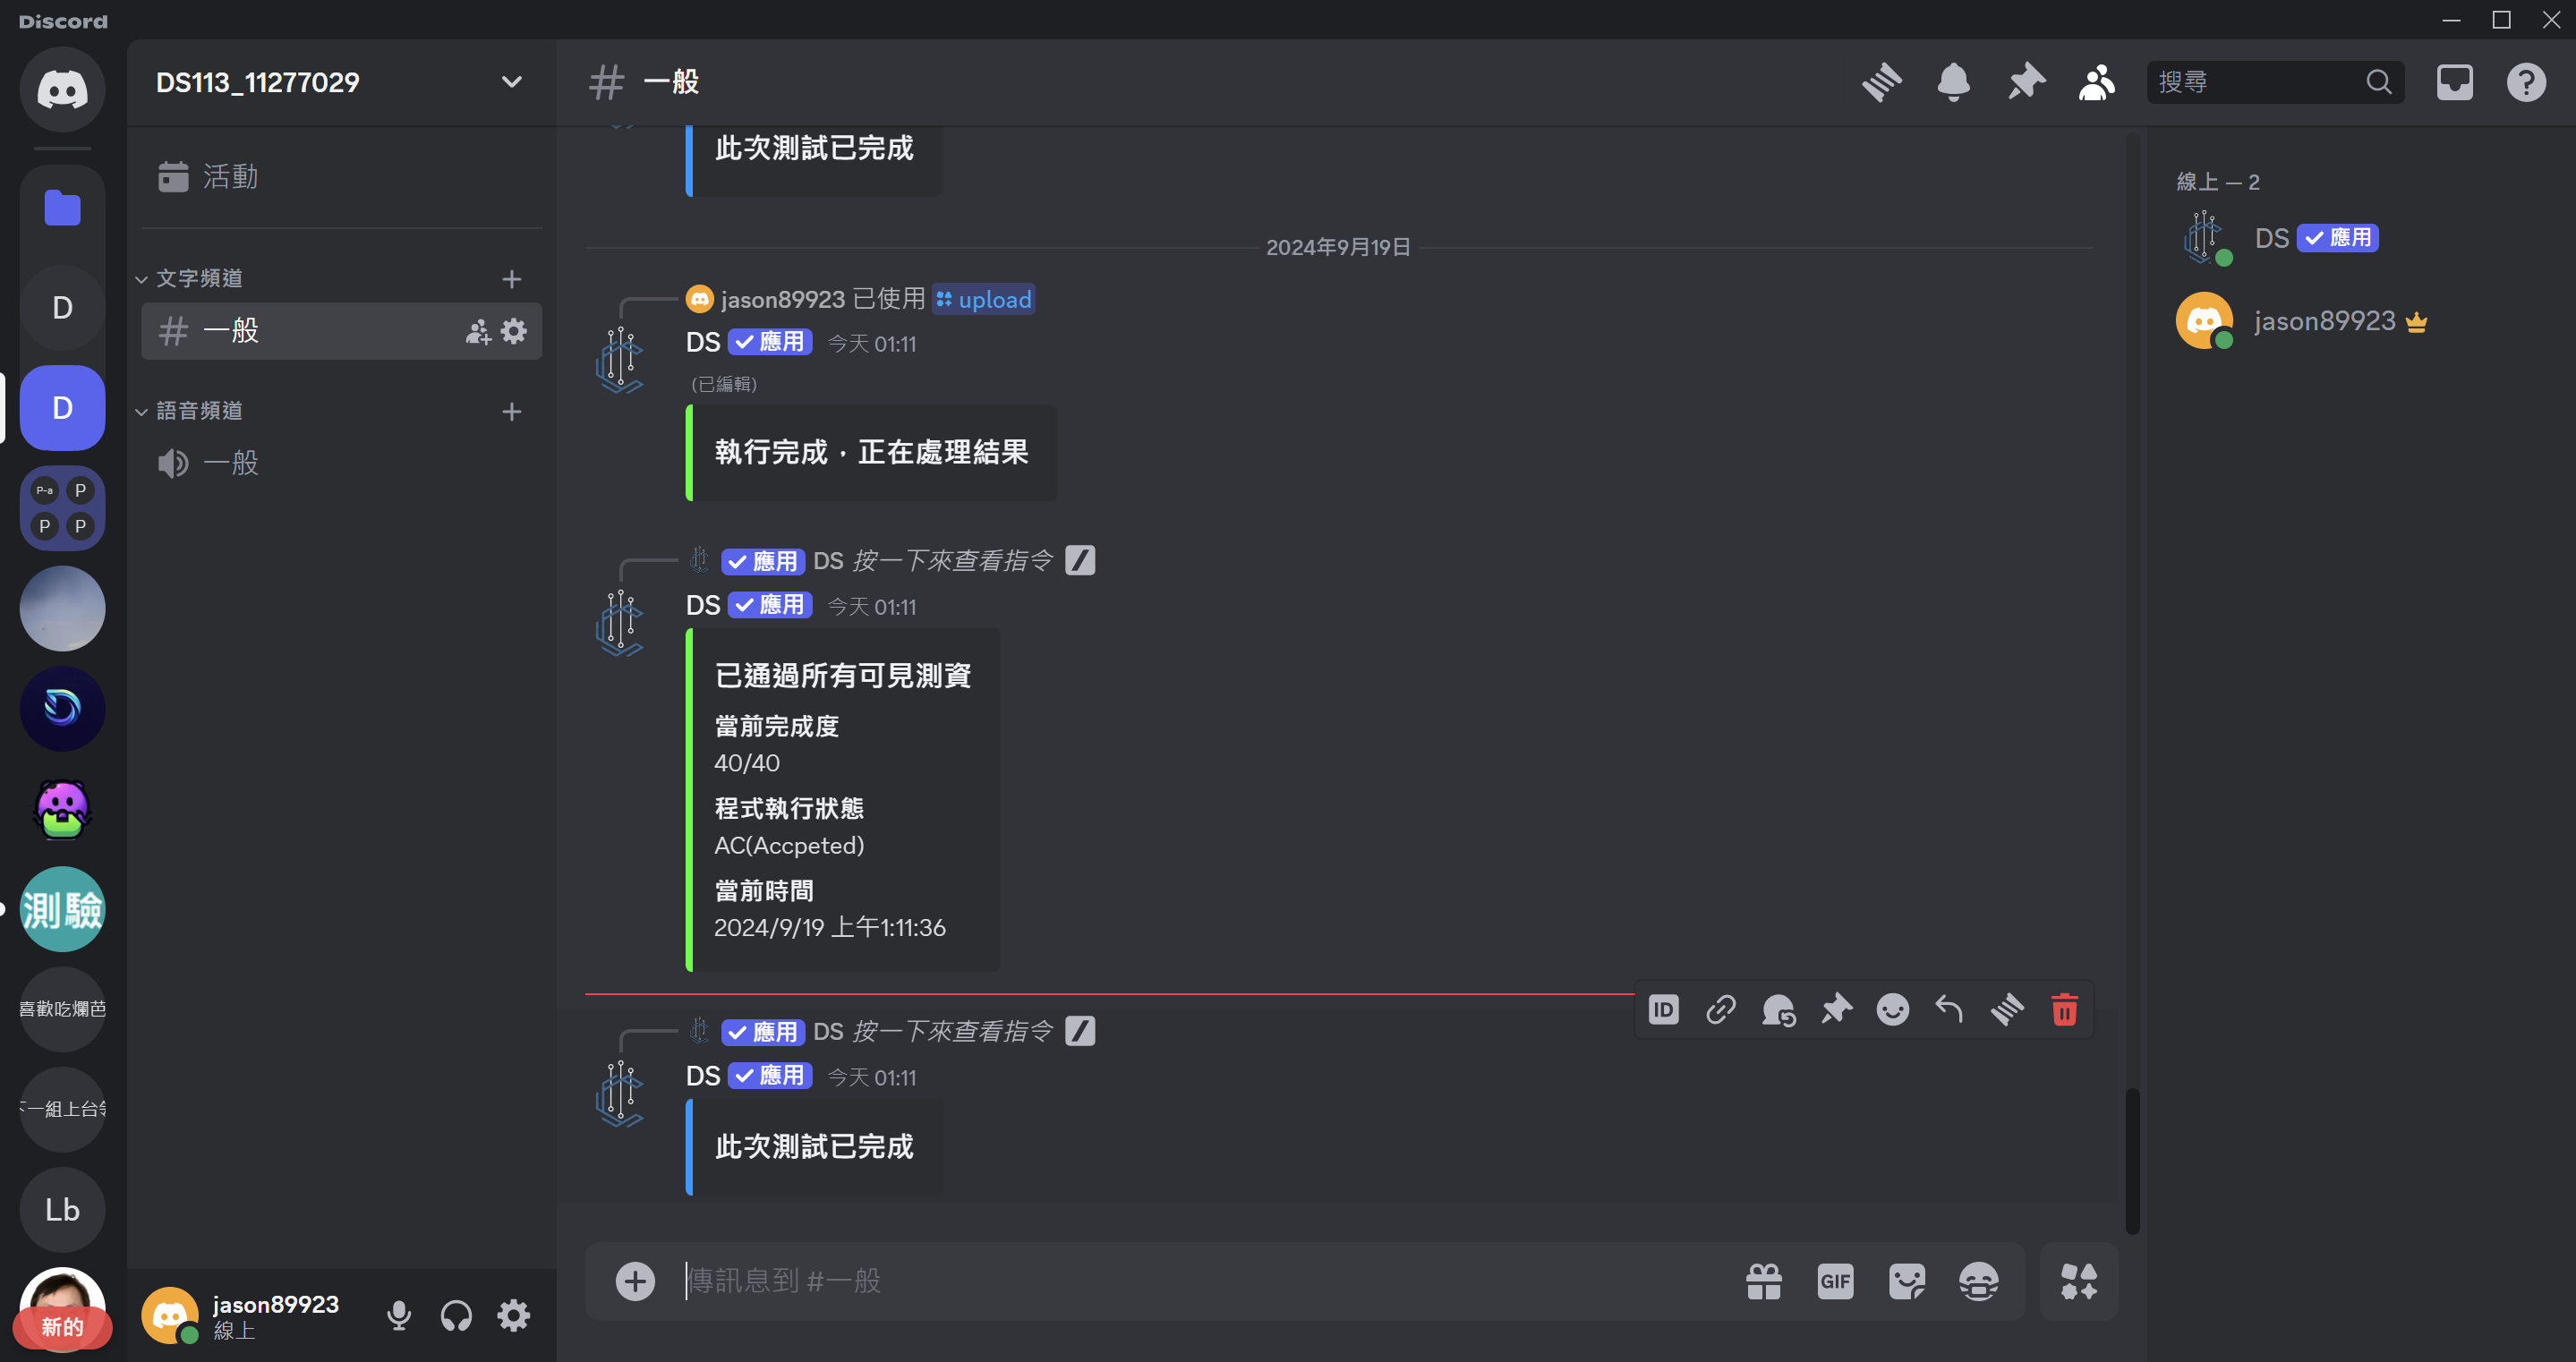 Discord
DS113_11277029
一般
搜尋
活動
文字頻道
一般
語音頻道
一般
D
D
P-a
P
P
P
測驗
喜歡吃爛芭
一組上台
Lb
新的
此次測試已完成
2024年9月19日
jason89923 已使用 upload
DS 應用 今天 01:11
(已編輯)
執行完成，正在處理結果
應用 DS 按一下來查看指令
DS 應用 今天 01:11
已通過所有可見測資
當前完成度
40/40
程式執行狀態
AC(Accpeted)
當前時間
2024/9/19 上午1:11:36
ID
應用 DS 按一下來查看指令
DS 應用 今天 01:11
此次測試已完成
傳訊息到 #一般
GIF
jason89923
線上
線上 — 2
DS 應用
jason89923